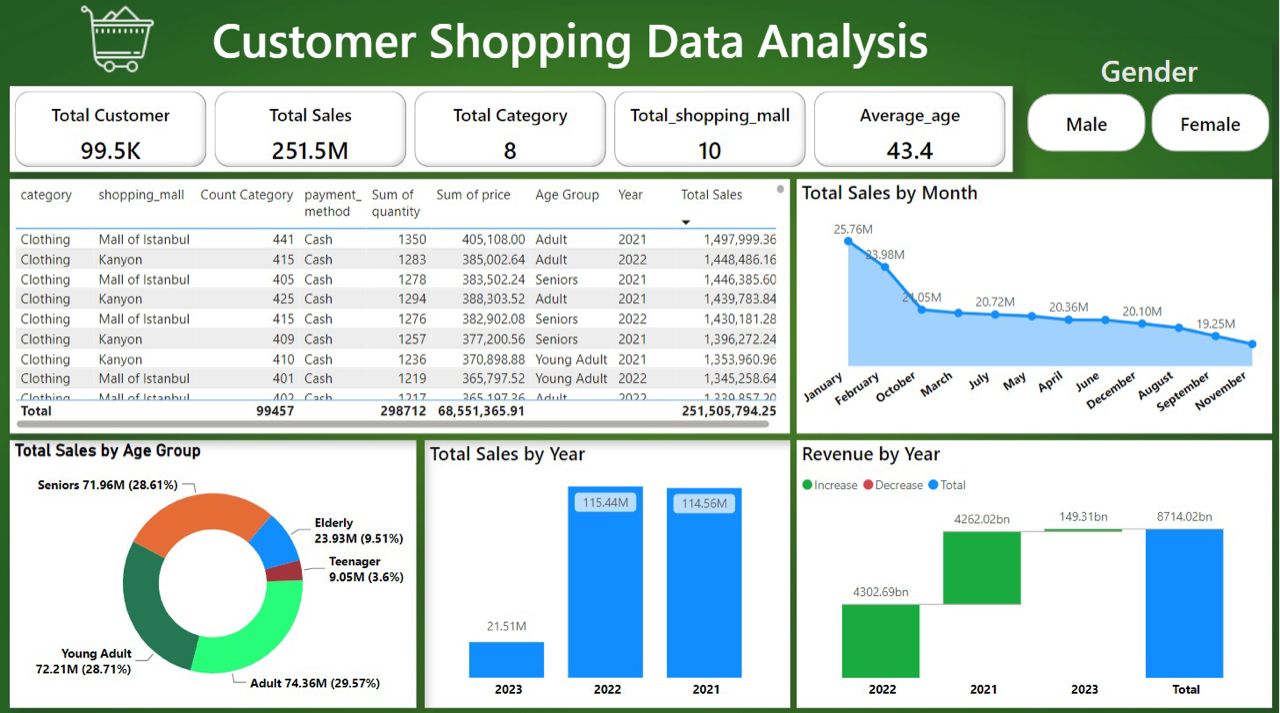 Customer Shopping Data Analysis
Gender
Male Female
Total Customer
99.5K
Total Sales
251.5M
Total Category
8
Total_shopping_mall
10
Average_age
43.4
category shopping_mall Count Category payment_ method Sum of quantity Sum of price Age Group Year Total Sales
Clothing Mall of Istanbul 441 Cash 1350 405,108.00 Adult 2021 1,497,999.36
Clothing Kanyon 415 Cash 1283 385,002.64 Adult 2022 1,448,486.16
Clothing Mall of Istanbul 405 Cash 1278 383,502.24 Seniors 2021 1,446,385.60
Clothing Kanyon 425 Cash 1294 388,303.52 Adult 2021 1,439,783.84
Clothing Mall of Istanbul 415 Cash 1276 382,902.08 Seniors 2022 1,430,181.28
Clothing Kanyon 409 Cash 1257 377,200.56 Seniors 2021 1,396,272.24
Clothing Kanyon 410 Cash 1236 370,898.88 Young Adult 2021 1,353,960.96
Clothing Mall of Istanbul 401 Cash 1219 365,797.52 Young Adult 2022 1,345,258.64
Clothing Mall of Istanbul 402 Cash 1217 365,197.36 Adult 2022 1,339,857.20
Total 99457 298712 68,551,365.91 251,505,794.25
Total Sales by Month
25.76M
23.98M
21.05M
20.72M
20.36M
20.10M
19.25M
January
February
October
March
July
May
April
June
December
August
September
November
Total Sales by Age Group
Seniors 71.96M (28.61%)
Elderly
23.93M (9.51%)
Teenager
9.05M (3.6%)
Young Adult
72.21M (28.71%)
Adult 74.36M (29.57%)
Total Sales by Year
115.44M
114.56M
21.51M
2023 2022 2021
Revenue by Year
Increase Decrease Total
4302.69bn
4262.02bn
149.31bn
8714.02bn
2022 2021 2023 Total